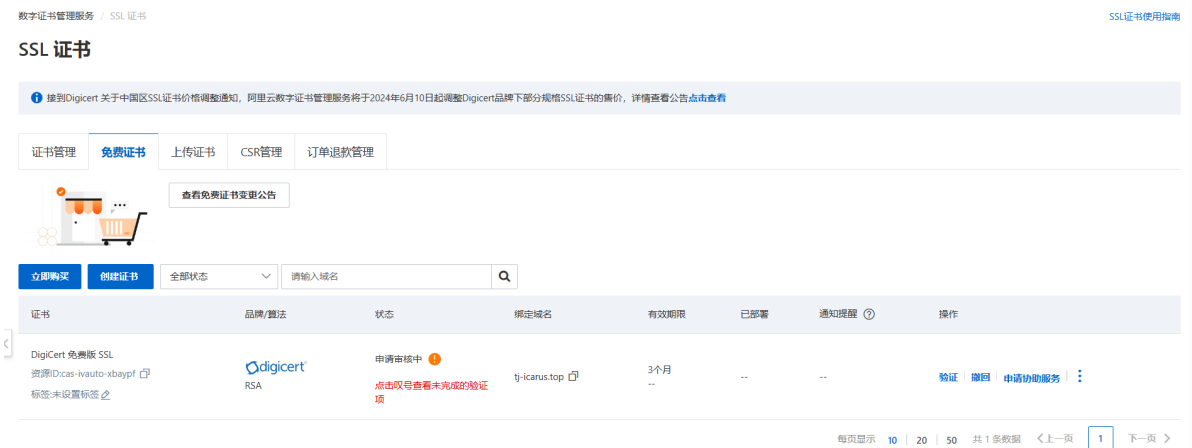 数字证书管理服务 / SSL 证书
SSL证书使用指南
SSL 证书
接到Digicert 关于中国区SSL证书价格调整通知，阿里云数字证书管理服务将于2024年6月10日起调整Digicert品牌下部分规格SSL证书的售价，详情查看公告点击查看
证书管理 免费证书 上传证书 CSR管理 订单退款管理
查看免费证书变更公告
立即购买 创建证书 全部状态 请输入域名
证书 品牌/算法 状态 绑定域名 有效期限 已部署 通知提醒 操作
DigiCert 免费版 SSL
资源ID:cas-ivauto-xbaypf
标签:未设置标签
digicert
RSA
申请审核中
点击叹号查看未完成的验证
项
tj-icarus.top
3个月
--
--
--
验证 撤回 申请协助服务
每页显示 10 20 50 共 1 条数据 上一页 1 下一页